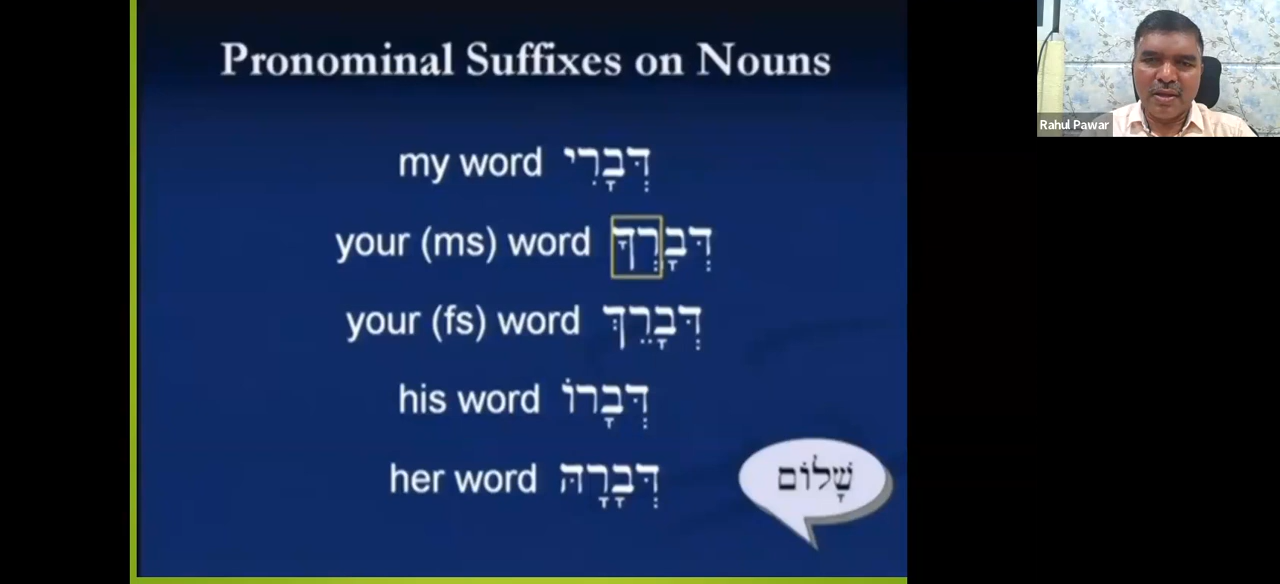 Pronominal Suffixes on Nouns
my word דְּבָרִי
your (ms) word דְּבָרְךָ
your (fs) word דְּבָרֵךְ
his word דְּבָרוֹ
her word דְּבָרָהּ
שָׁלוֹם
Rahul Pawar